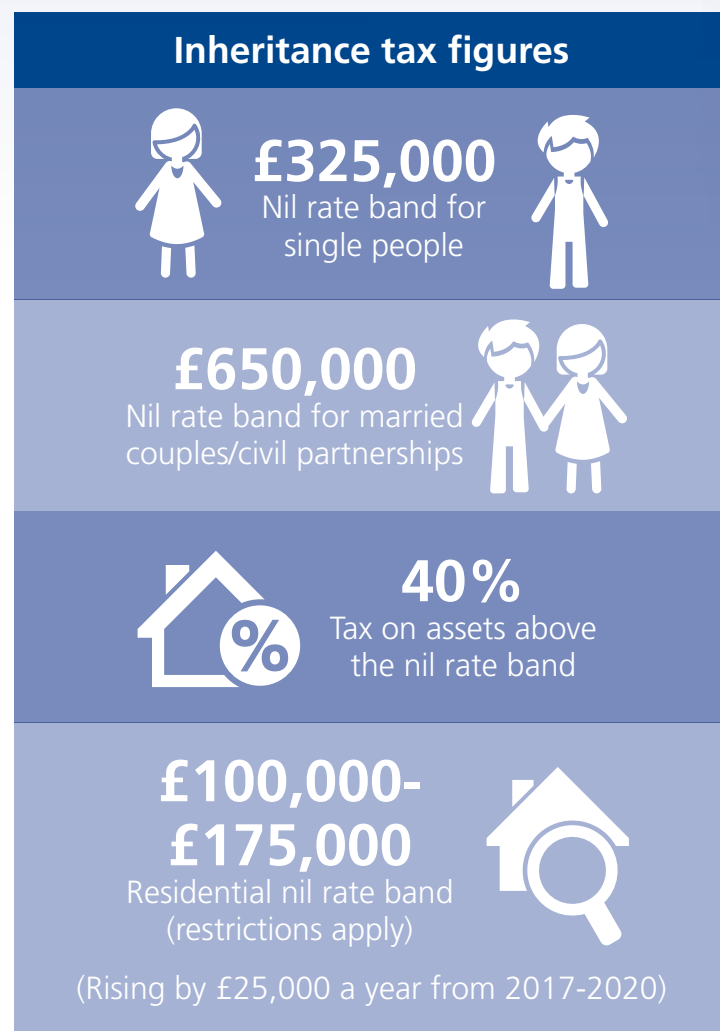 Inheritance tax figures
£325,000
Nil rate band for
single people
£650,000
Nil rate band for married
couples/civil partnerships
%
40%
Tax on assets above
the nil rate band
£100,000-
£175,000
Residential nil rate band
(restrictions apply)
(Rising by £25,000 a year from 2017-2020)